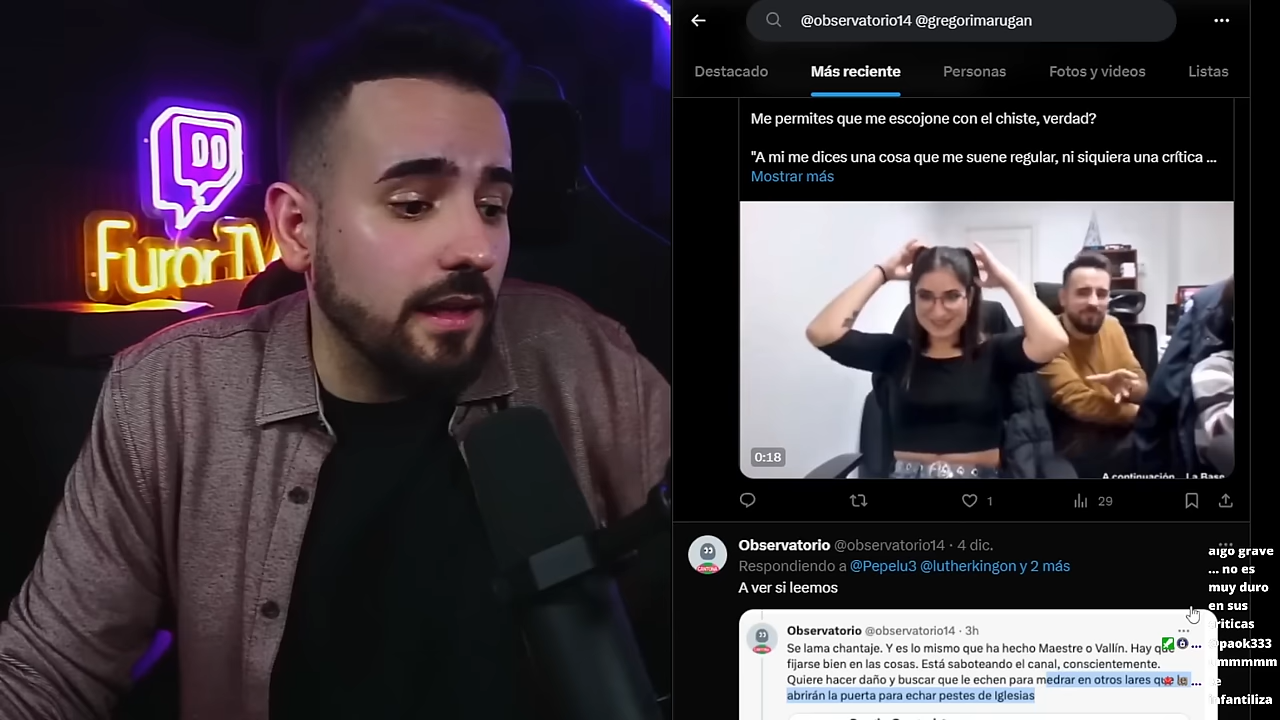 @observatorio14 @gregorimarugan
Destacado
Más reciente
Personas
Fotos y videos
Listas
Me permites que me escojone con el chiste, verdad?
"A mi me dices una cosa que me suene regular, ni siquiera una crítica ...
Mostrar más
FurorTV
0:18
A continuación La Base
1
29
Observatorio @observatorio14 · 4 dic.
Respondiendo a @Pepelu3 @lutherkingon y 2 más
A ver si leemos
Observatorio @observatorio14 · 3h
Se lama chantaje. Y es lo mismo que ha hecho Maestre o Vallín. Hay que
fijarse bien en las cosas. Está saboteando el canal, conscientemente.
Quiere hacer daño y buscar que le echen para medrar en otros lares que le
abrirán la puerta para echar pestes de Iglesias
algo grave
... no es
muy duro
en sus
criticas
@paok333
mmmmmm
...
infantiliza